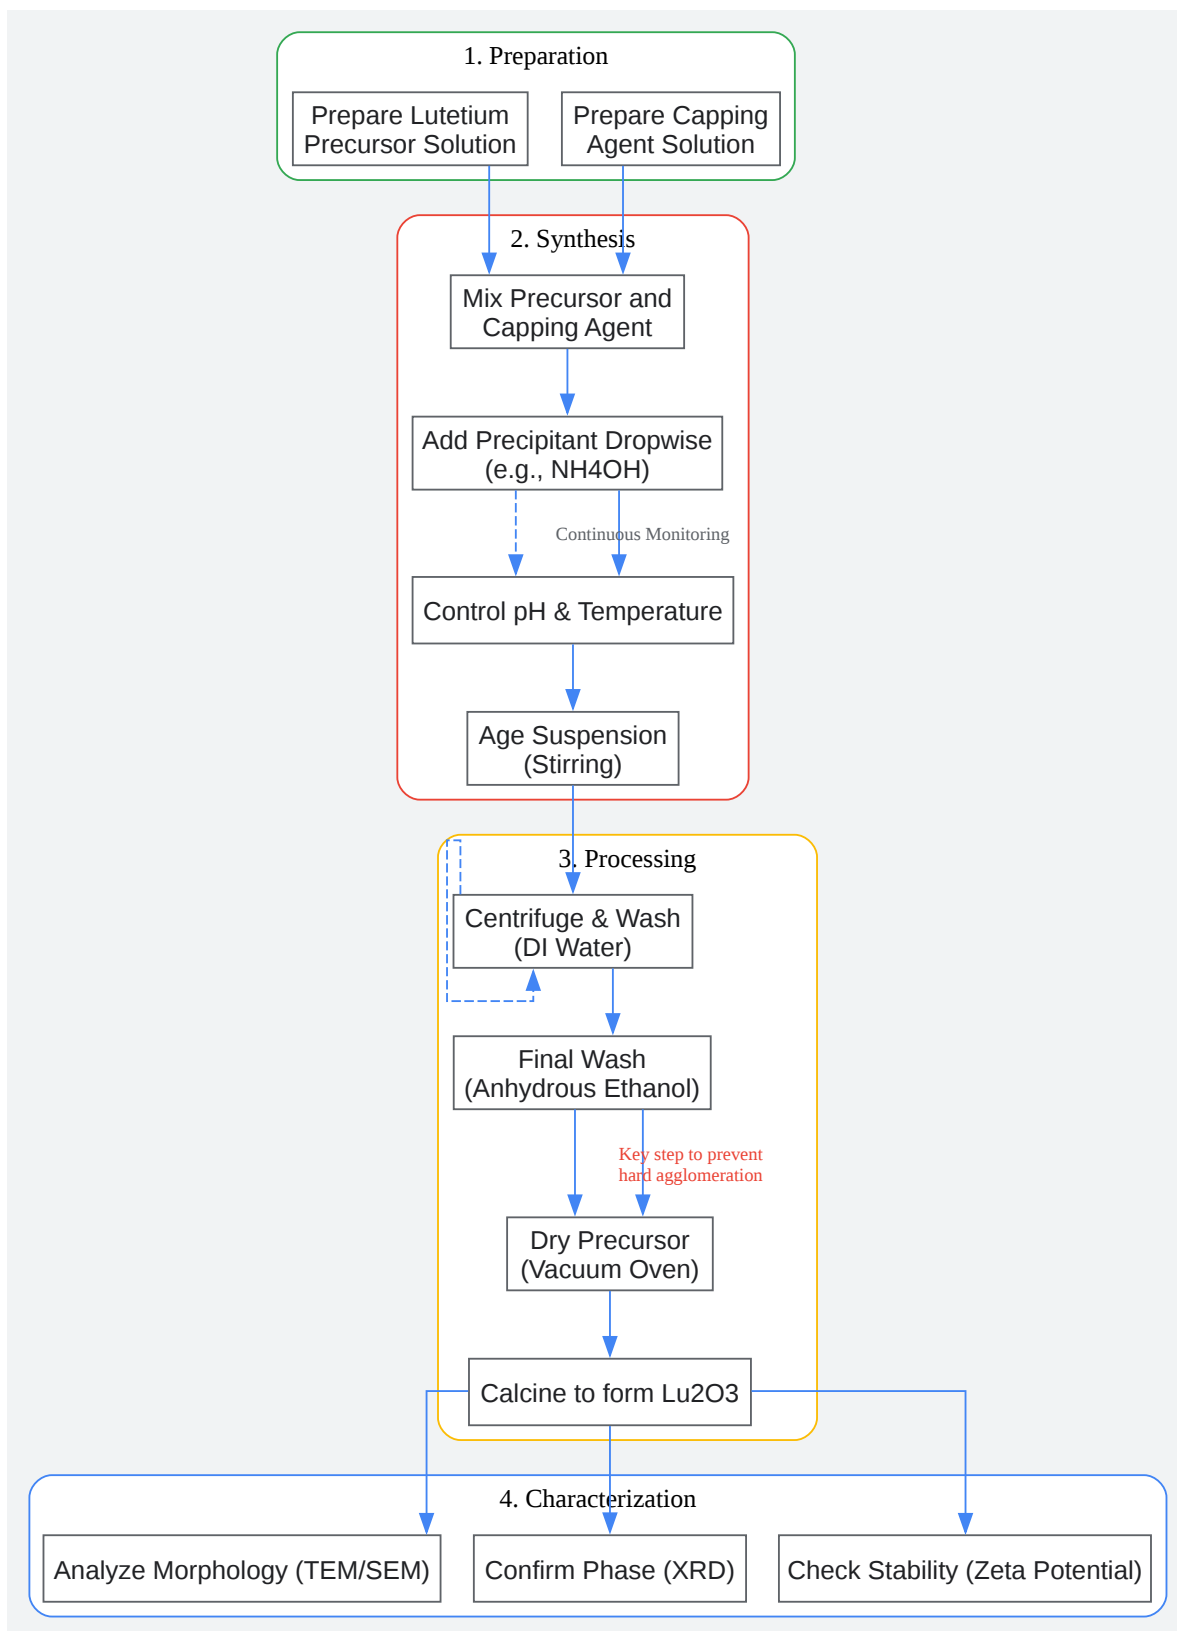 1. Preparation
Prepare Lutetium
Precursor Solution
Prepare Capping
Agent Solution
2. Synthesis
Mix Precursor and
Capping Agent
Add Precipitant Dropwise
(e.g., NH4OH)
Continuous Monitoring
Control pH & Temperature
Age Suspension
(Stirring)
3. Processing
Centrifuge & Wash
(DI Water)
Final Wash
(Anhydrous Ethanol)
Key step to prevent
hard agglomeration
Dry Precursor
(Vacuum Oven)
Calcine to form Lu2O3
4. Characterization
Analyze Morphology (TEM/SEM)
Confirm Phase (XRD)
Check Stability (Zeta Potential)